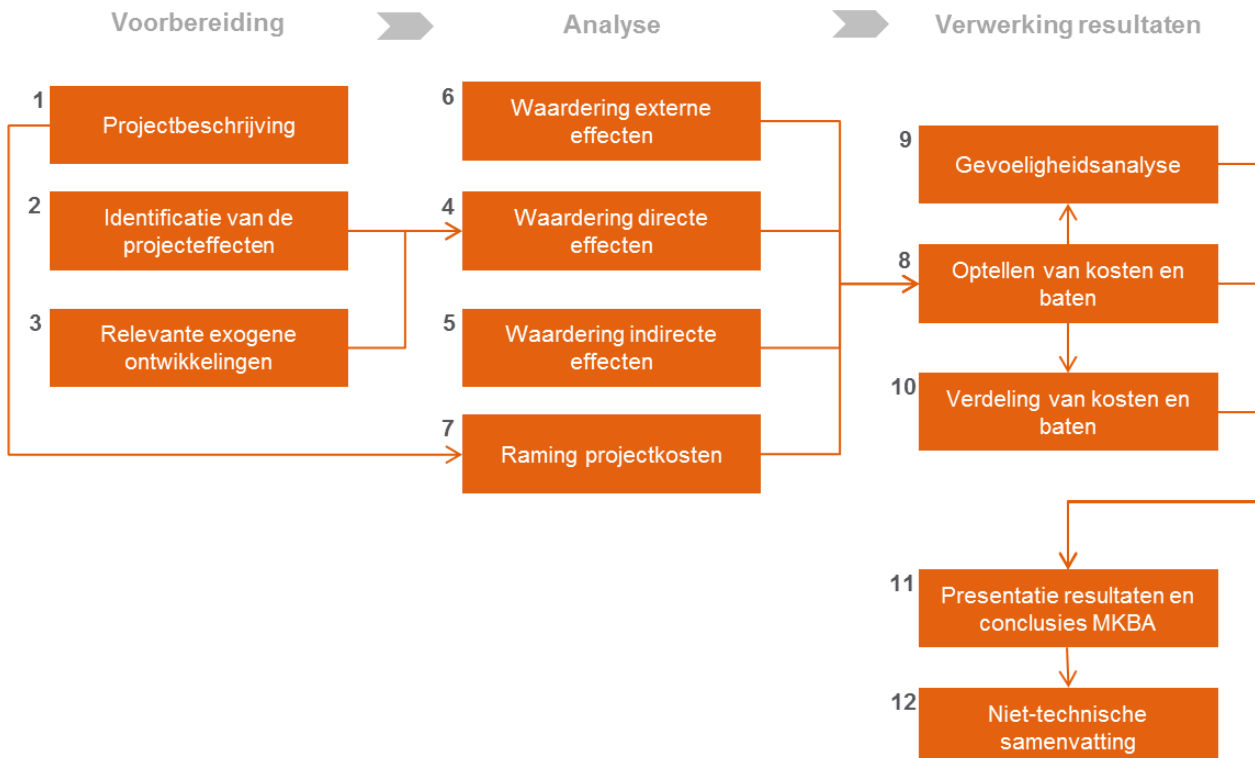 Voorbereiding
Analyse
Verwerking resultaten
1
Projectbeschrijving
2
Identificatie van de
projecteffecten
3
Relevante exogene
ontwikkelingen
6
Waardering externe
effecten
4
Waardering directe
effecten
5
Waardering indirecte
effecten
7
Raming projectkosten
9
Gevoeligheidsanalyse
8
Optellen van kosten en
baten
10
Verdeling van kosten en
baten
11
Presentatie resultaten en
conclusies MKBA
12
Niet-technische
samenvatting